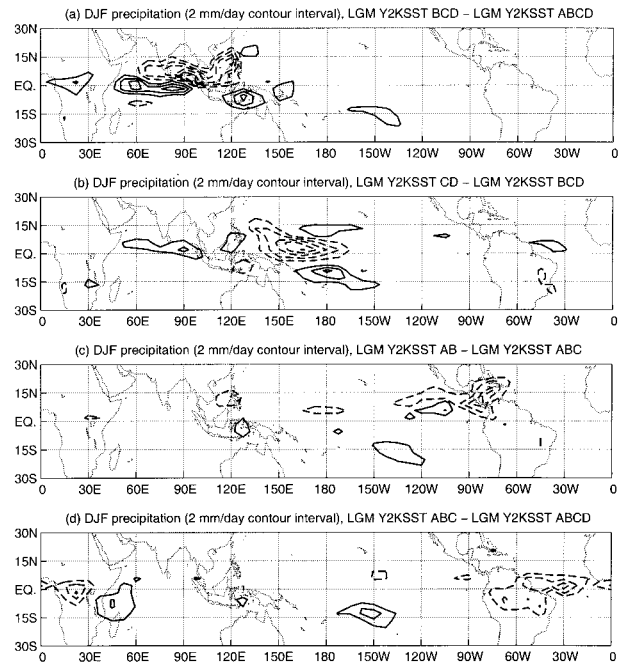 (a) DJF precipitation (2 mm/day contour interval), LGM Y2KSST BCD − LGM Y2KSST ABCD
30N
15N
EQ.
15S
30S
0 30E 60E 90E 120E 150E 180 150W 120W 90W 60W 30W 0
(b) DJF precipitation (2 mm/day contour interval), LGM Y2KSST CD − LGM Y2KSST BCD
30N
15N
EQ.
15S
30S
0 30E 60E 90E 120E 150E 180 150W 120W 90W 60W 30W 0
(c) DJF precipitation (2 mm/day contour interval), LGM Y2KSST AB − LGM Y2KSST ABC
30N
15N
EQ.
15S
30S
0 30E 60E 90E 120E 150E 180 150W 120W 90W 60W 30W 0
(d) DJF precipitation (2 mm/day contour interval), LGM Y2KSST ABC − LGM Y2KSST ABCD
30N
15N
EQ.
15S
30S
0 30E 60E 90E 120E 150E 180 150W 120W 90W 60W 30W 0